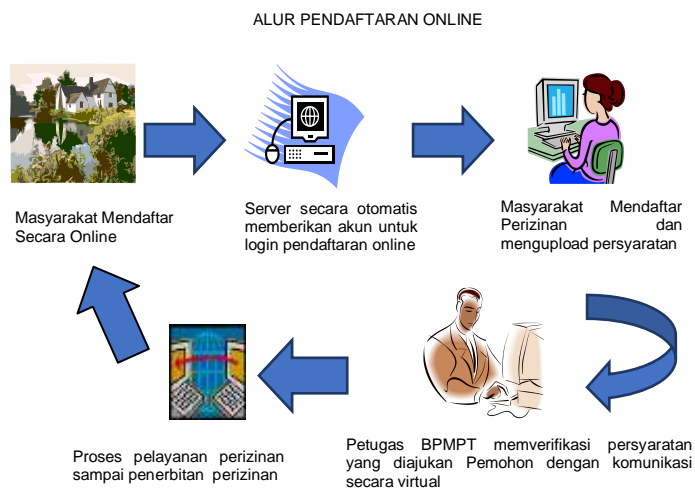 ALUR PENDAFTARAN ONLINE
Masyarakat Mendaftar
Secara Online
Server secara otomatis
memberikan akun untuk
login pendaftaran online
Masyarakat Mendaftar
Perizinan dan
mengupload persyaratan
Petugas BPMPT memverifikasi persyaratan
yang diajukan Pemohon dengan komunikasi
secara virtual
Proses pelayanan perizinan
sampai penerbitan perizinan